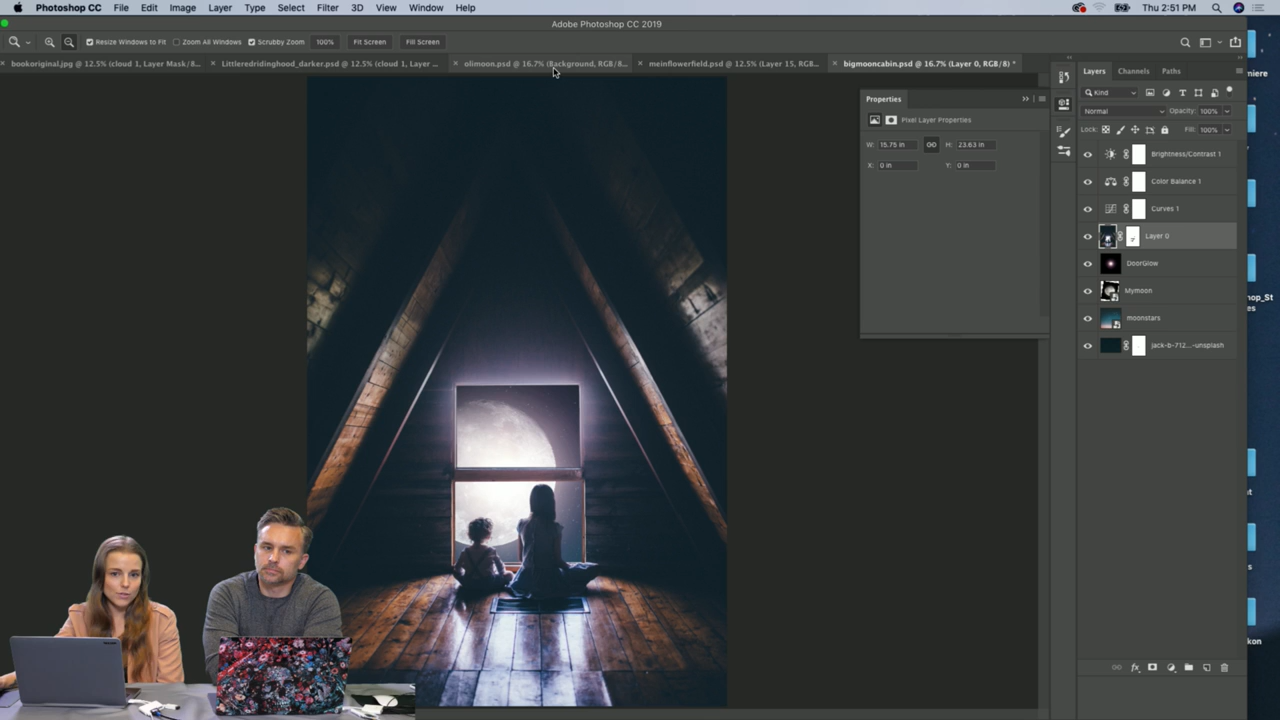 Photoshop CC File Edit Image Layer Type Select Filter 3D View Window Help Thu 2:51 PM
Adobe Photoshop CC 2019
Resize Windows to Fit Zoom All Windows Scrubby Zoom 100% Fit Screen Fill Screen
bookoriginal.jpg @ 12.5% (cloud 1, Layer Mask/8... Littleredridinghood_darker.psd @ 12.5% (cloud 1, Layer ... olimoon.psd @ 16.7% (Background, RGB/8... meinflowerfield.psd @ 12.5% (Layer 15, RGB... bigmooncabin.psd @ 16.7% (Layer 0, RGB/8) *
Layers Channels Paths
Kind
Properties
Normal Opacity: 100%
Pixel Layer Properties
Lock: Fill: 100%
W: 15.75 in H: 23.63 in
X: 0 in Y: 0 in
Brightness/Contrast 1
Color Balance 1
Curves 1
Layer 0
DoorGlow
Mymoon
moonstars
jack-b-712...-unsplash
fx